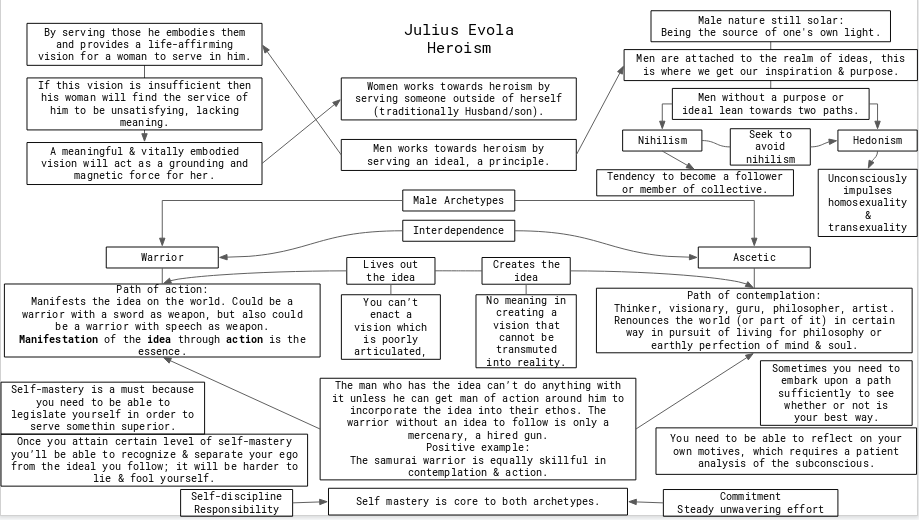 Julius Evola
Heroism
By serving those he embodies them
and provides a life-affirming
vision for a woman to serve in him.
If this vision is insufficient then
his woman will find the service of
him to be unsatisfying, lacking
meaning.
A meaningful & vitally embodied
vision will act as a grounding and
magnetic force for her.
Women works towards heroism by
serving someone outside of herself
(traditionally Husband/son).
Men works towards heroism by
serving an ideal, a principle.
Male nature still solar:
Being the source of one's own light.
Men are attached to the realm of ideas, this
is where we get our inspiration & purpose.
Men without a purpose or
ideal lean towards two paths.
Nihilism
Seek to
avoid
nihilism
Hedonism
Tendency to become a follower
or member of collective.
Unconsciously
impulses
homosexuality
&
transexuality
Male Archetypes
Interdependence
Warrior
Ascetic
Lives out
the idea
Creates the
idea
Path of action:
Manifests the idea on the world. Could be a
warrior with a sword as weapon, but also could
be a warrior with speech as weapon.
Manifestation of the idea through action is the
essence.
You can't
enact a
vision which
is poorly
articulated,
No meaning in
creating a
vision that
cannot be
transmuted
into reality.
Path of contemplation:
Thinker, visionary, guru, philosopher, artist.
Renounces the world (or part of it) in certain
way in pursuit of living for philosophy or
earthly perfection of mind & soul.
Self-mastery is a must because
you need to be able to
legislate yourself in order to
serve somethin superior.
Once you attain certain level of self-mastery
you'll be able to recognize & separate your ego
from the ideal you follow; it will be harder to
lie & fool yourself.
The man who has the idea can't do anything with
it unless he can get man of action around him to
incorporate the idea into their ethos. The
warrior without an idea to follow is only a
mercenary, a hired gun.
Positive example:
The samurai warrior is equally skillful in
contemplation & action.
Sometimes you need to
embark upon a path
sufficiently to see
whether or not is
your best way.
You need to be able to reflect on your
own motives, which requires a patient
analysis of the subconscious.
Self-discipline
Responsibility
Self mastery is core to both archetypes.
Commitment
Steady unwavering effort